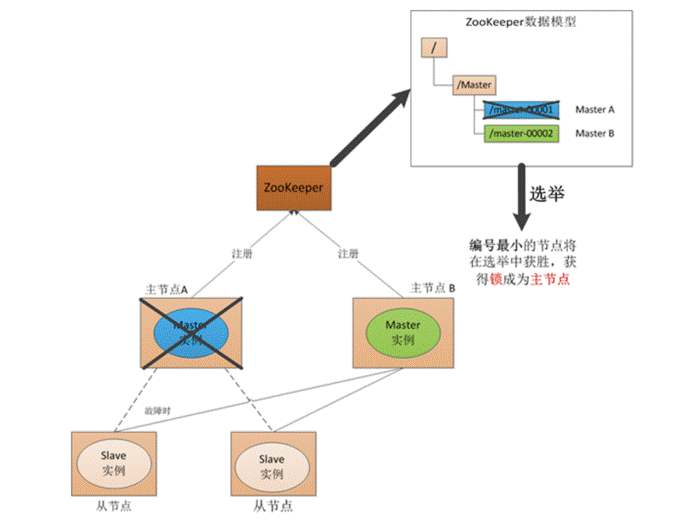 ZooKeeper数据模型
/
/Master
/master-00001
Master A
/master-00002
Master B
ZooKeeper
选举
编号最小的节点将
在选举中获胜，获
得锁成为主节点
注册
注册
主节点A
主节点 B
Master
实例
Master
实例
故障时
Slave
实例
Slave
实例
从节点
从节点